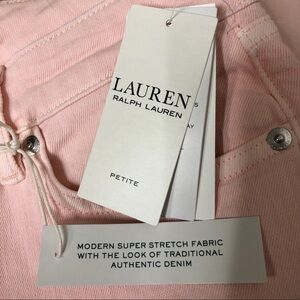 LAUREN
RALPH LAUREN
PETITE
MODERN SUPER STRETCH FABRIC
WITH THE LOOK OF TRADITIONAL
AUTHENTIC DENIM